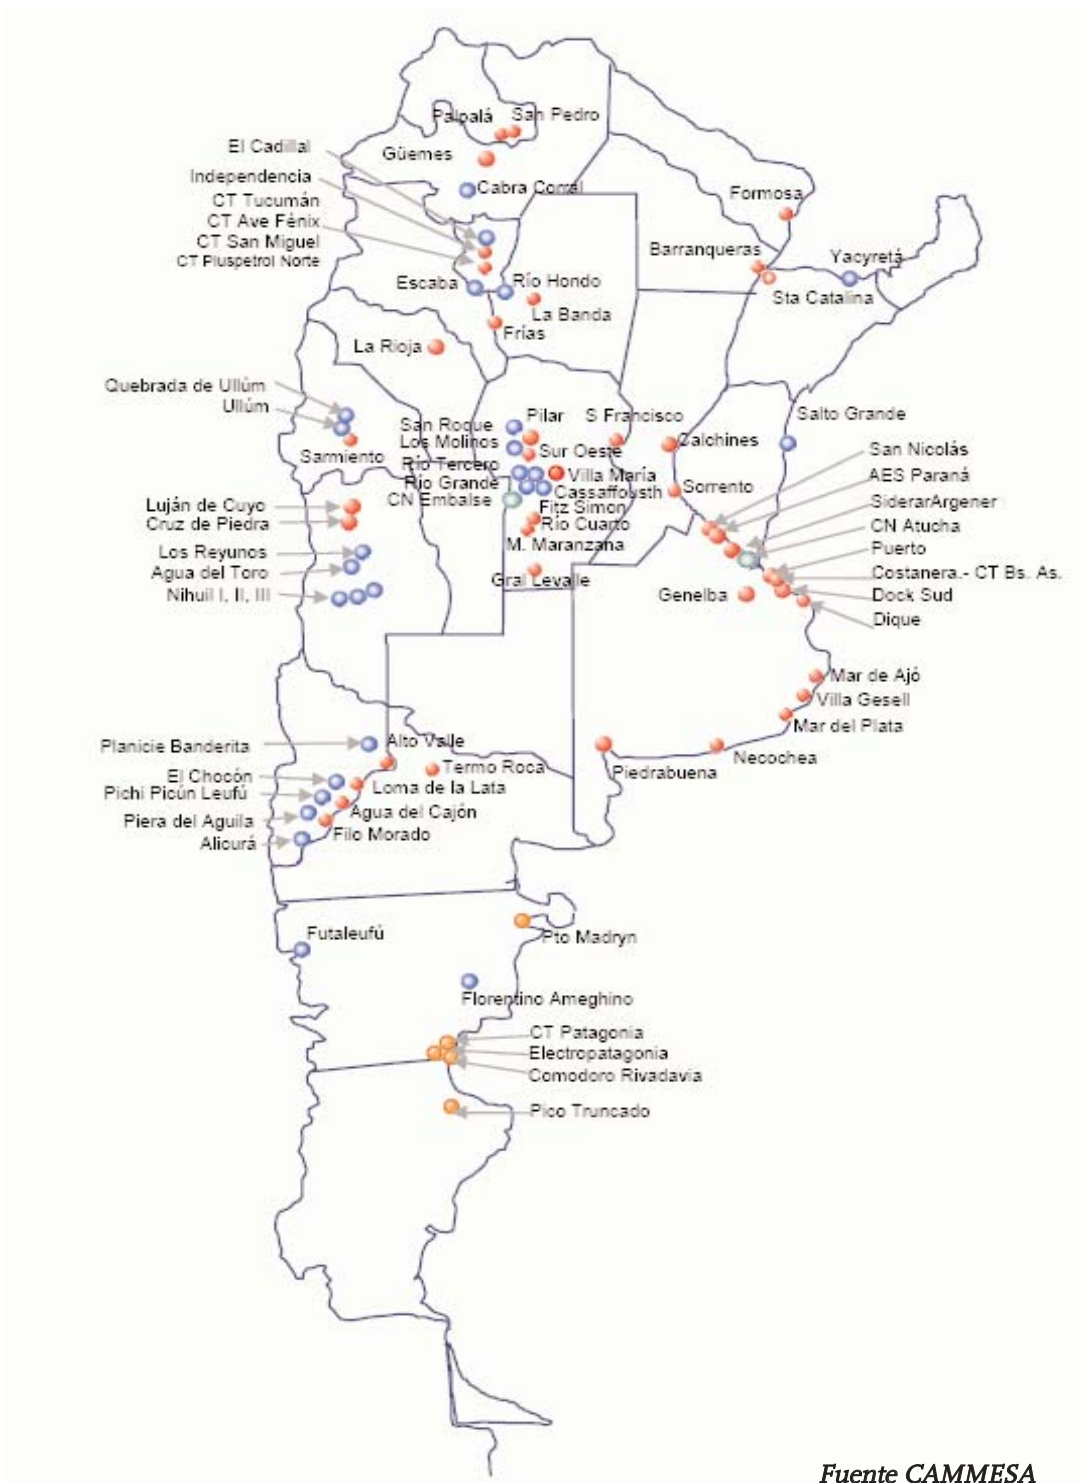 Palpalá
San Pedro
El Cadillal
Güemes
Independencia
Cabra Corral
CT Tucumán
Formosa
CT Ave Fénix
CT San Miguel
Barranqueras
CT Pluspetrol Norte
Yacyretá
Escaba
Río Hondo
Sta Catalina
La Banda
Frías
La Rioja
Quebrada de Ullúm
Ullúm
San Roque
Pilar
S Francisco
Salto Grande
Los Molinos
Calchines
Sarmiento
Sur Oeste
San Nicolás
Río Tercero
Villa María
AES Paraná
Río Grande
Cassaffousth
Sorrento
CN Embalse
SiderarArgener
Luján de Cuyo
Fitz Simon
Cruz de Piedra
Río Cuarto
CN Atucha
M. Maranzana
Puerto
Los Reyunos
Agua del Toro
Gral Levalle
Costanera.- CT Bs. As.
Nihuil I, II, III
Genelba
Dock Sud
Dique
Mar de Ajó
Villa Gesell
Mar del Plata
Planicie Banderita
Alto Valle
Necochea
Termo Roca
Piedrabuena
El Chocón
Loma de la Lata
Pichi Picún Leufú
Agua del Cajón
Piera del Aguila
Filo Morado
Alicurá
Futaleufú
Pto Madryn
Florentino Ameghino
CT Patagonia
Electropatagonia
Comodoro Rivadavia
Pico Truncado
Fuente CAMMESA